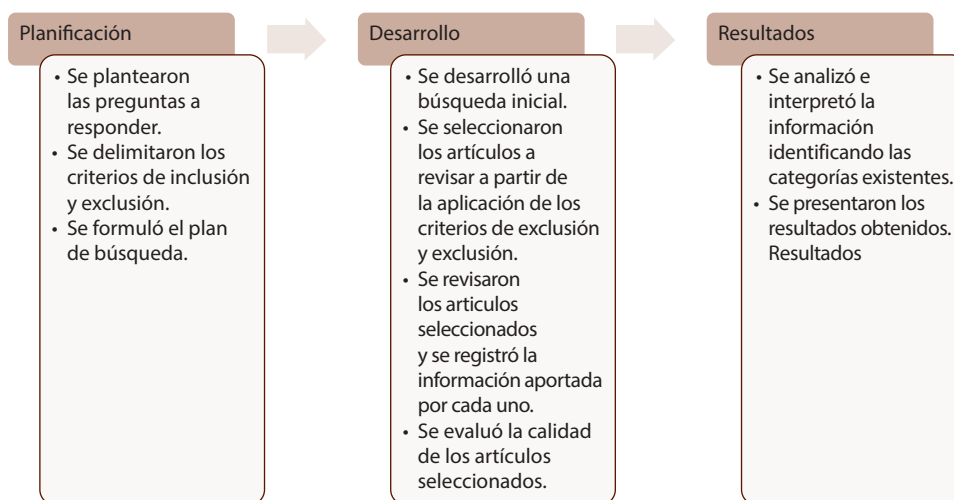 Planificación
• Se plantearon
las preguntas a
responder.
• Se delimitaron los
criterios de inclusión
y exclusión.
• Se formuló el plan
de búsqueda.
Desarrollo
• Se desarrolló una
búsqueda inicial.
• Se seleccionaron
los artículos a
revisar a partir de
la aplicación de los
criterios de exclusión
y exclusión.
• Se revisaron
los articulos
seleccionados
y se registró la
información aportada
por cada uno.
• Se evaluó la calidad
de los artículos
seleccionados.
Resultados
• Se analizó e
interpretó la
información
identificando las
categorías existentes.
• Se presentaron los
resultados obtenidos.
Resultados